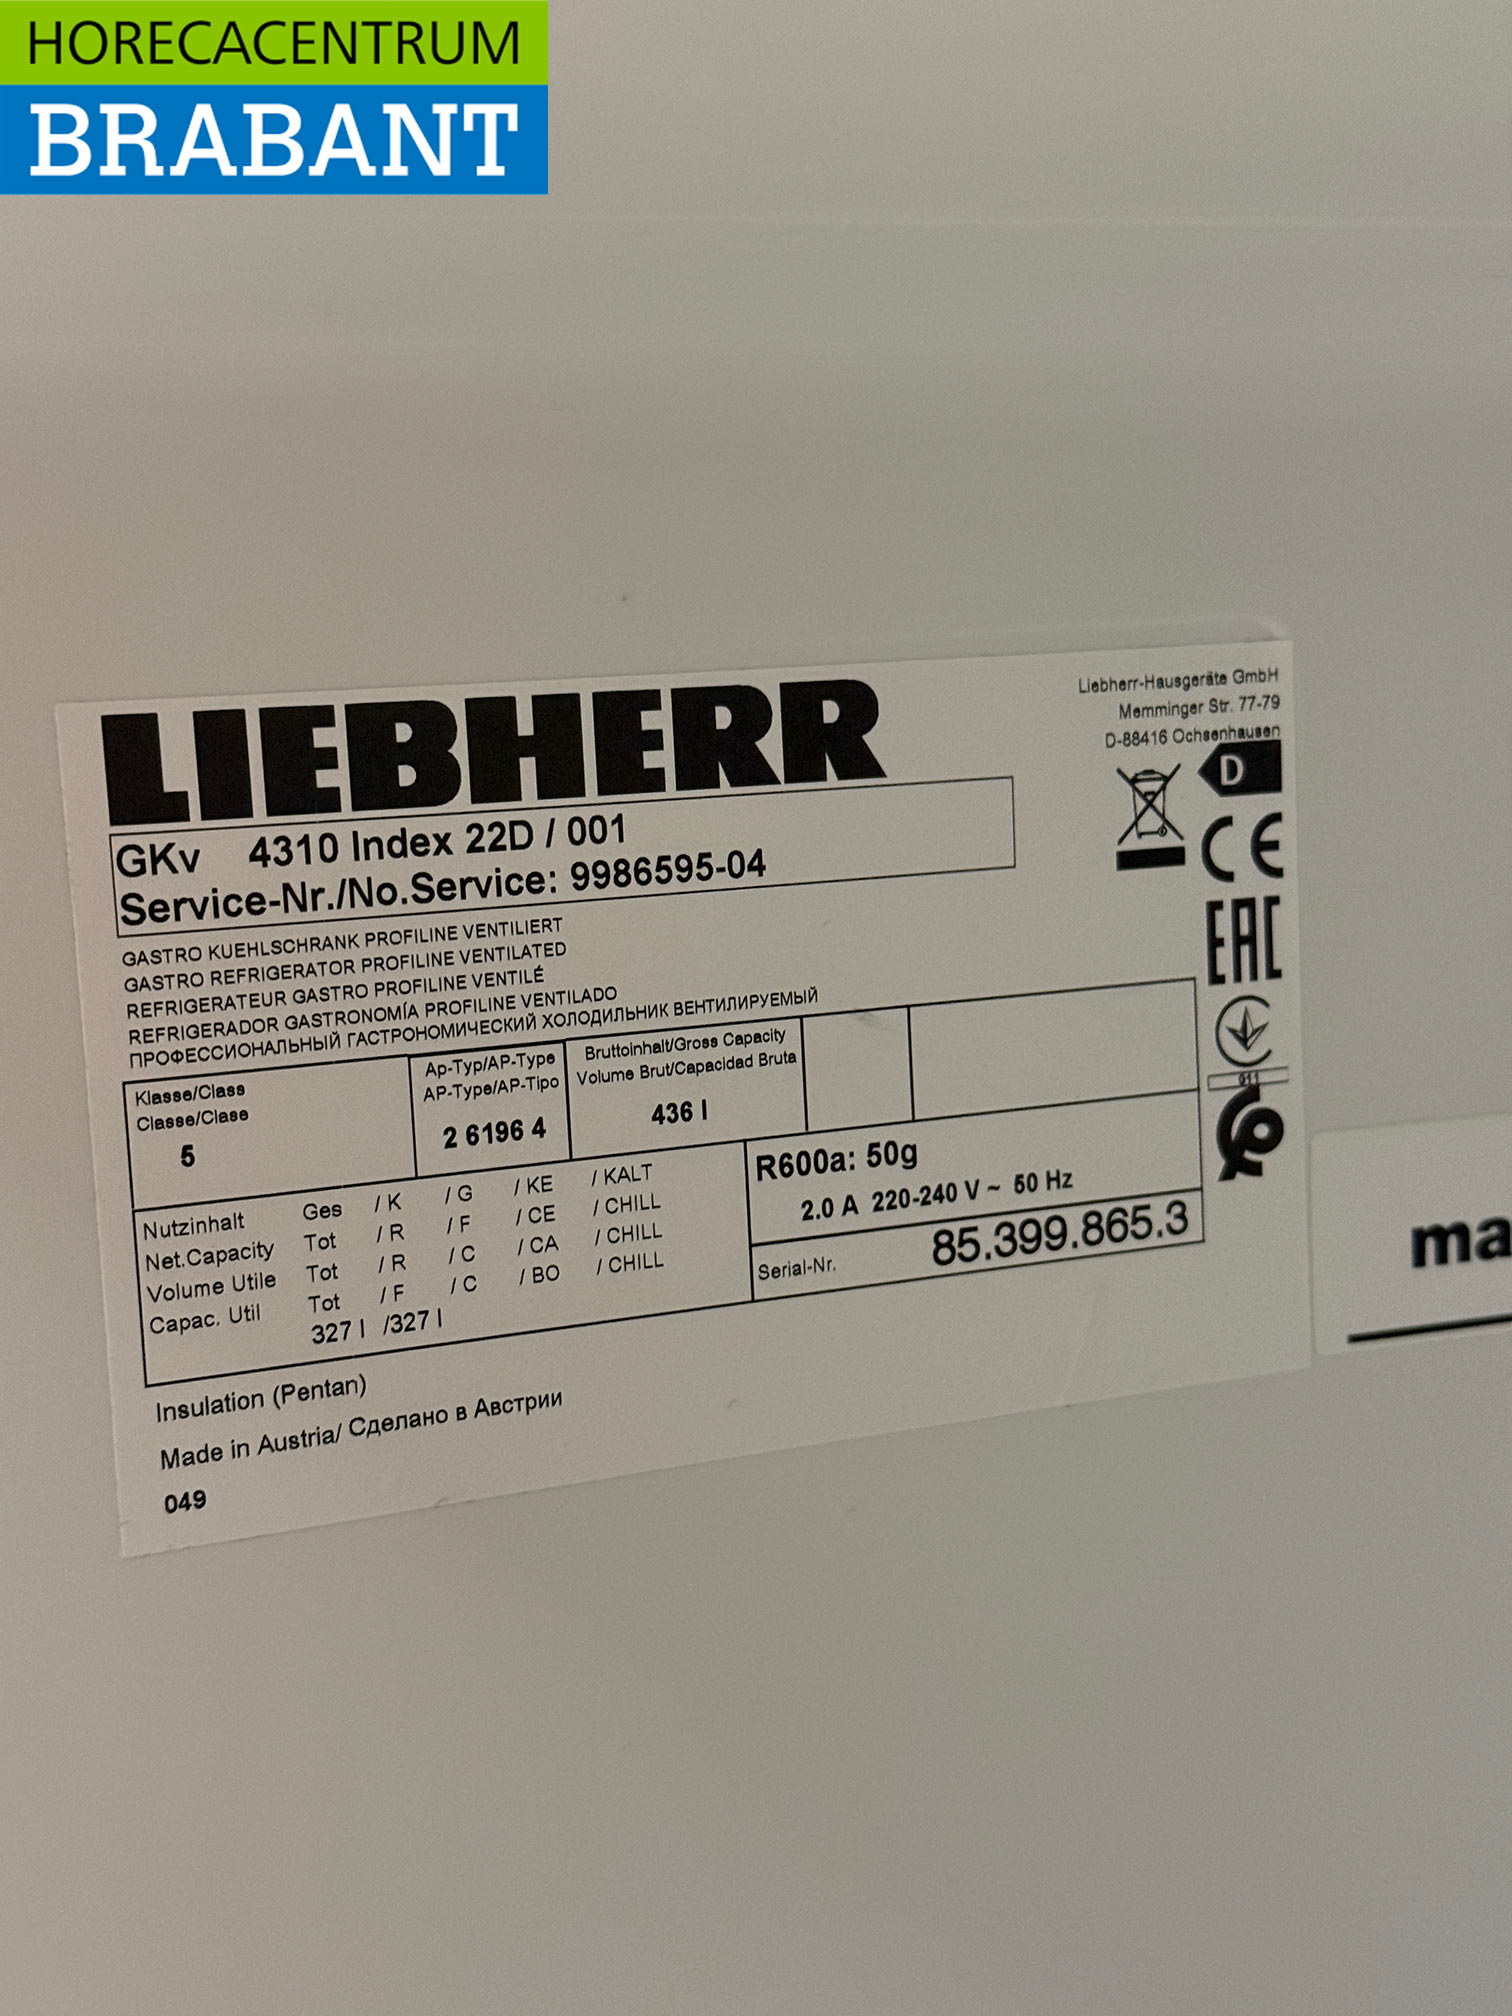 HORECACENTRUM
BRABANT
LIEBHERR
Liebherr-Hausgeräte GmbH
Memminger Str. 77-79
D-88416 Ochsenhausen
D
CE
EAC
011
GKv 4310 Index 22D / 001
Service-Nr./No.Service: 9986595-04
GASTRO KUEHLSCHRANK PROFILINE VENTILIERT
GASTRO REFRIGERATOR PROFILINE VENTILATED
REFRIGERATEUR GASTRO PROFILINE VENTILÉ
REFRIGERADOR GASTRONOMÍA PROFILINE VENTILADO
ПРОФЕССИОНАЛЬНЫЙ ГАСТРОНОМИЧЕСКИЙ ХОЛОДИЛЬНИК ВЕНТИЛИРУЕМЫЙ
Klasse/Class
Classe/Clase
5
Ap-Typ/AP-Type
AP-Type/AP-Tipo
2 6196 4
Bruttoinhalt/Gross Capacity
Volume Brut/Capacidad Bruta
436 l
Nutzinhalt Ges / K / G / KE / KALT
Net.Capacity Tot / R / F / CE / CHILL
Volume Utile Tot / R / C / CA / CHILL
Capac. Util Tot / F / C / BO / CHILL
327 l /327 l
R600a: 50g
2.0 A 220-240 V ~ 50 Hz
Serial-Nr. 85.399.865.3
Insulation (Pentan)
Made in Austria/ Сделано в Австрии
049
ma